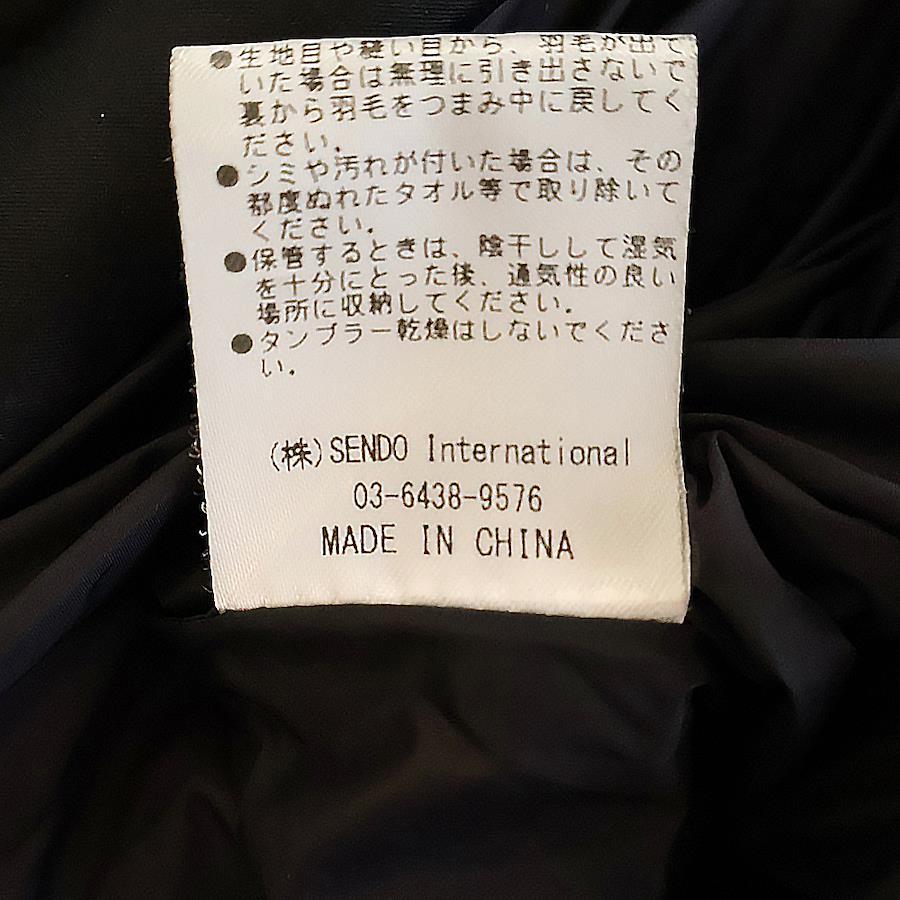 ●生地目や縫い目から、羽毛が出て
いた場合は無理に引き出さないで
裏から羽毛をつまみ中に戻してく
ださい.
●シミや汚れが付いた場合は、その
都度ぬれたタオル等で取り除いて
ください.
●保管するときは、陰干しして湿気
を十分にとった後、通気性の良い
場所に収納してください.
●タンブラー乾燥はしないでくださ
い.
(株)SENDO International
03-6438-9576
MADE IN CHINA